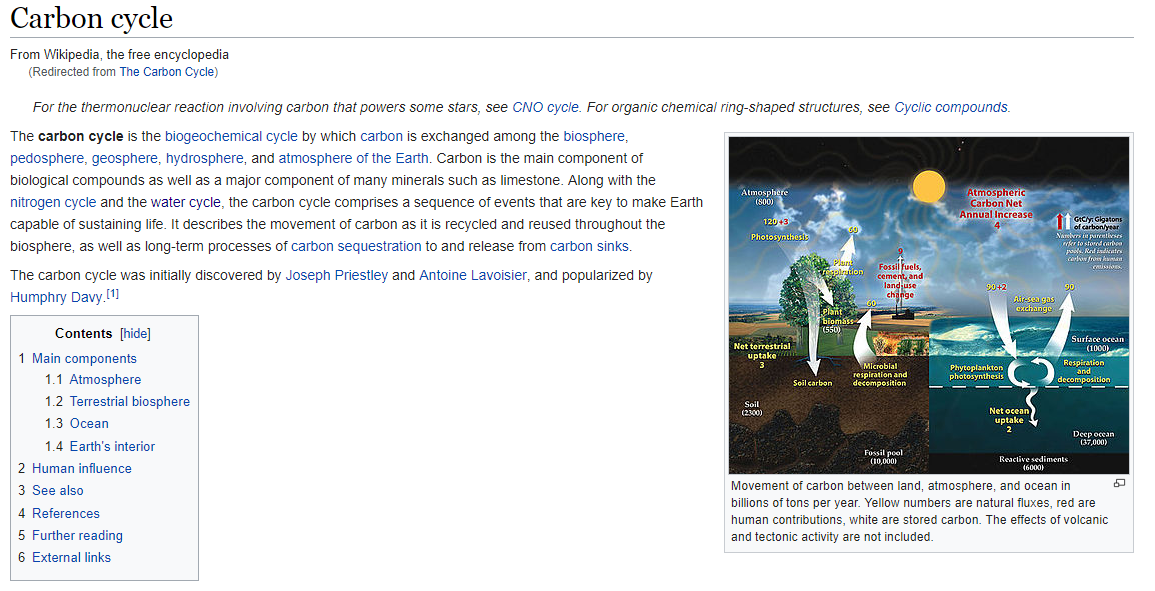 Carbon cycle
From Wikipedia, the free encyclopedia
(Redirected from The Carbon Cycle)
For the thermonuclear reaction involving carbon that powers some stars, see CNO cycle. For organic chemical ring-shaped structures, see Cyclic compounds.
The carbon cycle is the biogeochemical cycle by which carbon is exchanged among the biosphere,
pedosphere, geosphere, hydrosphere, and atmosphere of the Earth. Carbon is the main component of
biological compounds as well as a major component of many minerals such as limestone. Along with the
nitrogen cycle and the water cycle, the carbon cycle comprises a sequence of events that are key to make Earth
capable of sustaining life. It describes the movement of carbon as it is recycled and reused throughout the
biosphere, as well as long-term processes of carbon sequestration to and release from carbon sinks.
The carbon cycle was initially discovered by Joseph Priestley and Antoine Lavoisier, and popularized by
Humphry Davy.[1]
Contents [hide]
1 Main components
1.1 Atmosphere
1.2 Terrestrial biosphere
1.3 Ocean
1.4 Earth's interior
2 Human influence
3 See also
4 References
5 Further reading
6 External links
Atmosphere
(800)
120+3
Photosynthesis
60
Plant
respiration
Plant
biomass
(550)
9
Fossil fuels,
cement, and
land-use
change
60
Atmospheric
Carbon Net
Annual Increase
4
GtC/y: Gigatons
of carbon/year
Numbers in parentheses
refer to stored carbon
pools. Red indicates
carbon from human
emissions.
90+2
90
Air-sea gas
exchange
Net terrestrial
uptake
3
Soil carbon
Microbial
respiration and
decomposition
Surface ocean
(1000)
Phytoplankton
photosynthesis
Respiration
and
decomposition
Soil
(2300)
Net ocean
uptake
2
Deep ocean
(37,000)
Fossil pool
(10,000)
Reactive sediments
(6000)
Movement of carbon between land, atmosphere, and ocean in
billions of tons per year. Yellow numbers are natural fluxes, red are
human contributions, white are stored carbon. The effects of volcanic
and tectonic activity are not included.